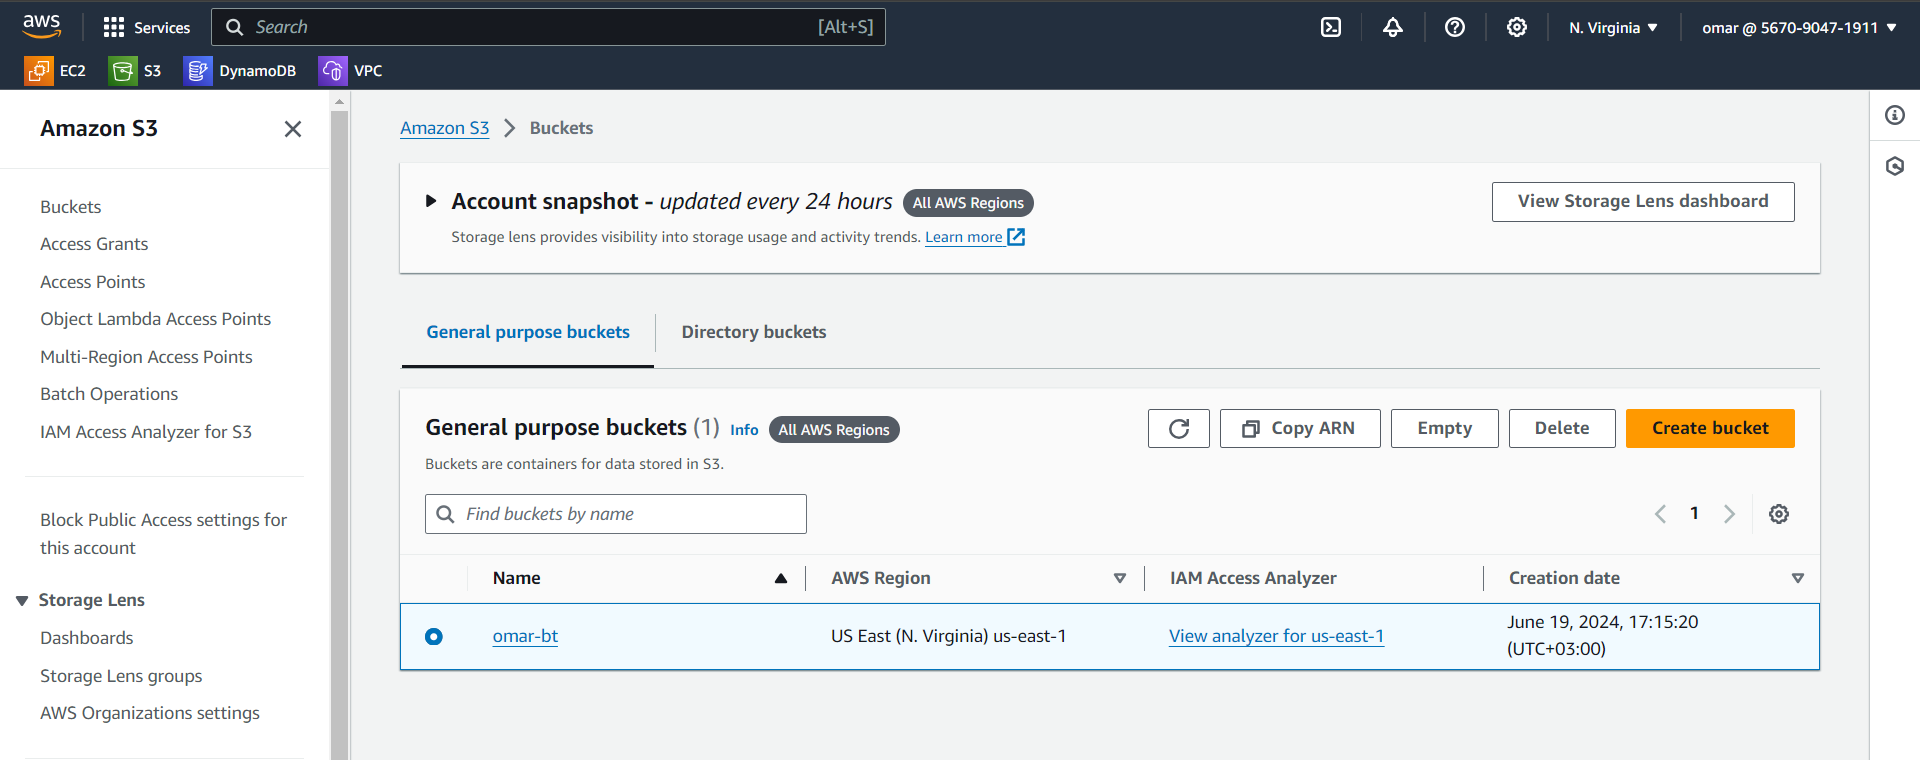 aws
Services
Search
[Alt+S]
N. Virginia
omar @ 5670-9047-1911
EC2
S3
DynamoDB
VPC
Amazon S3
Buckets
Access Grants
Access Points
Object Lambda Access Points
Multi-Region Access Points
Batch Operations
IAM Access Analyzer for S3
Block Public Access settings for
this account
Storage Lens
Dashboards
Storage Lens groups
AWS Organizations settings
Amazon S3
Buckets
Account snapshot - updated every 24 hours
All AWS Regions
Storage lens provides visibility into storage usage and activity trends. Learn more
View Storage Lens dashboard
General purpose buckets
Directory buckets
General purpose buckets (1)
Info
All AWS Regions
Buckets are containers for data stored in S3.
Copy ARN
Empty
Delete
Create bucket
Find buckets by name
1
Name
AWS Region
IAM Access Analyzer
Creation date
omar-bt
US East (N. Virginia) us-east-1
View analyzer for us-east-1
June 19, 2024, 17:15:20
(UTC+03:00)